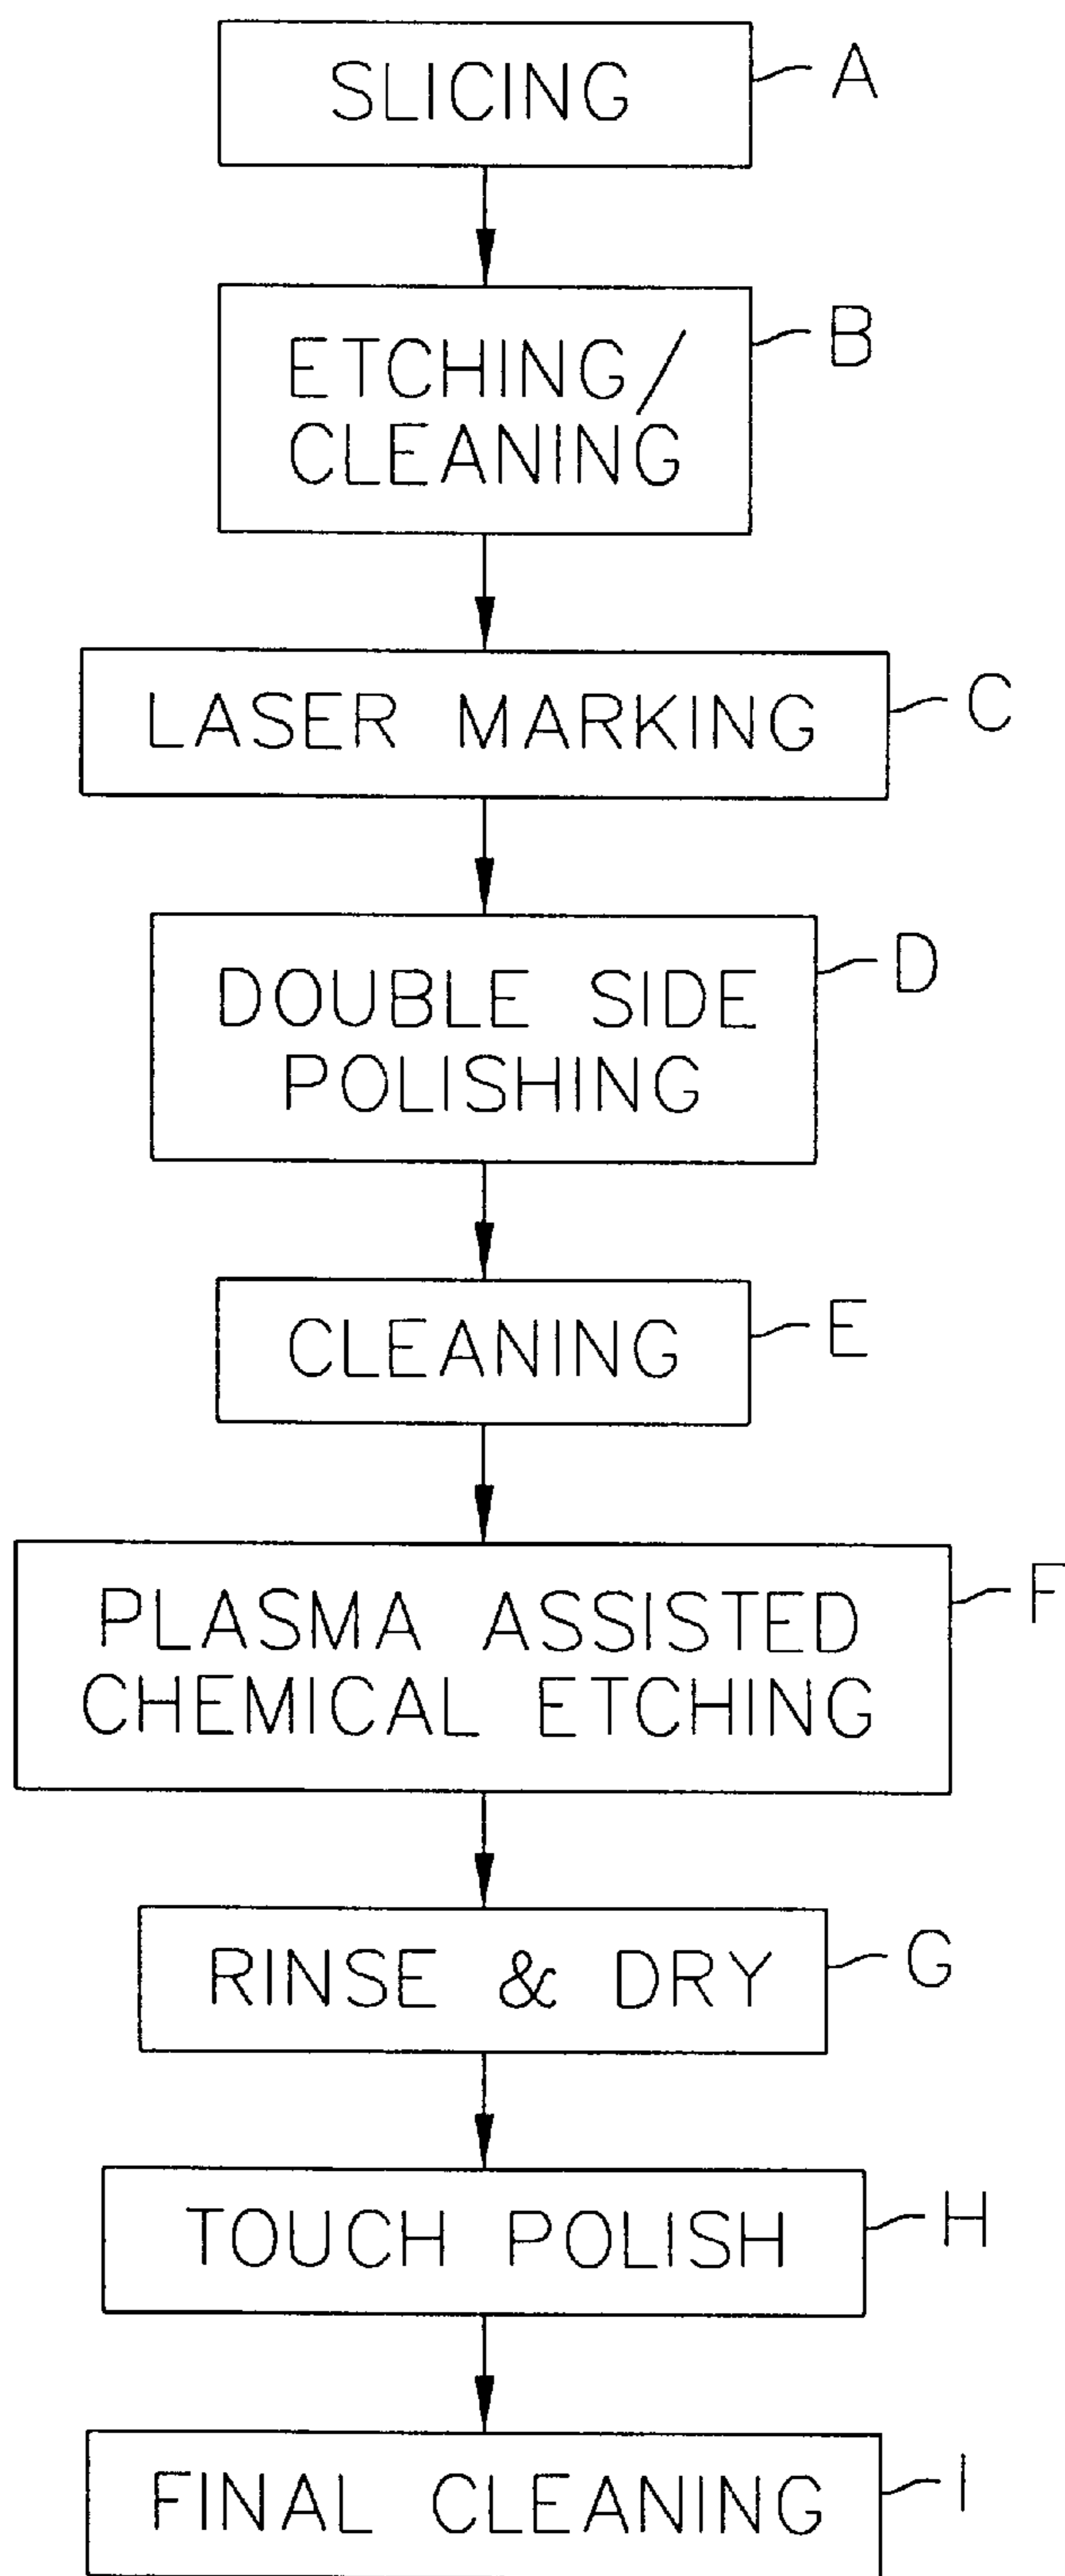 SLICING
A
ETCHING/
CLEANING
B
LASER MARKING
C
DOUBLE SIDE
POLISHING
D
CLEANING
E
PLASMA ASSISTED
CHEMICAL ETCHING
F
RINSE & DRY
G
TOUCH POLISH
H
FINAL CLEANING
I